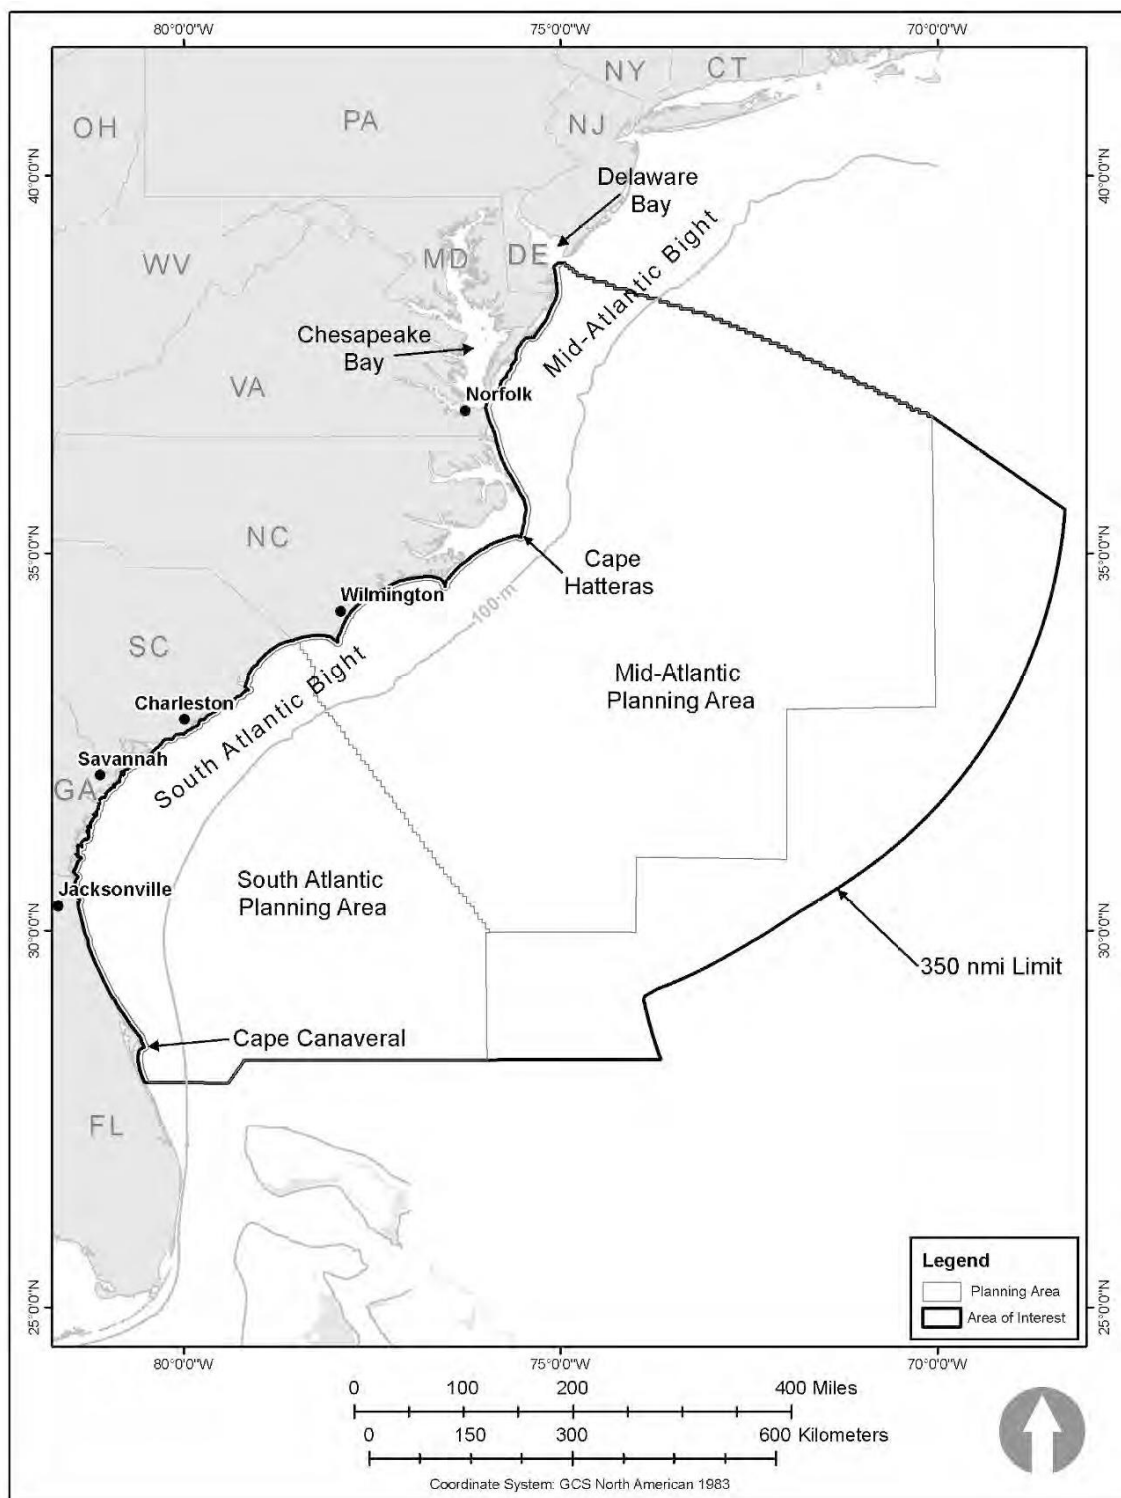 80°0'0"W
75°0'0"W
70°0'0"W
NY
CT
OH
PA
NJ
40°0'0"N
40°0'0"N
Delaware
Bay
WV
MD
DE
Mid-Atlantic Bight
Chesapeake
Bay
VA
Norfolk
NC
35°0'0"N
35°0'0"N
Cape
Hatteras
100-m
Wilmington
SC
Mid-Atlantic
Planning Area
South Atlantic Bight
Charleston
Savannah
GA
South Atlantic
Planning Area
Jacksonville
30°0'0"N
30°0'0"N
350 nmi Limit
Cape Canaveral
FL
Legend
Planning Area
Area of Interest
25°0'0"N
25°0'0"N
80°0'0"W
75°0'0"W
70°0'0"W
0 100 200 400 Miles
0 150 300 600 Kilometers
Coordinate System: GCS North American 1983